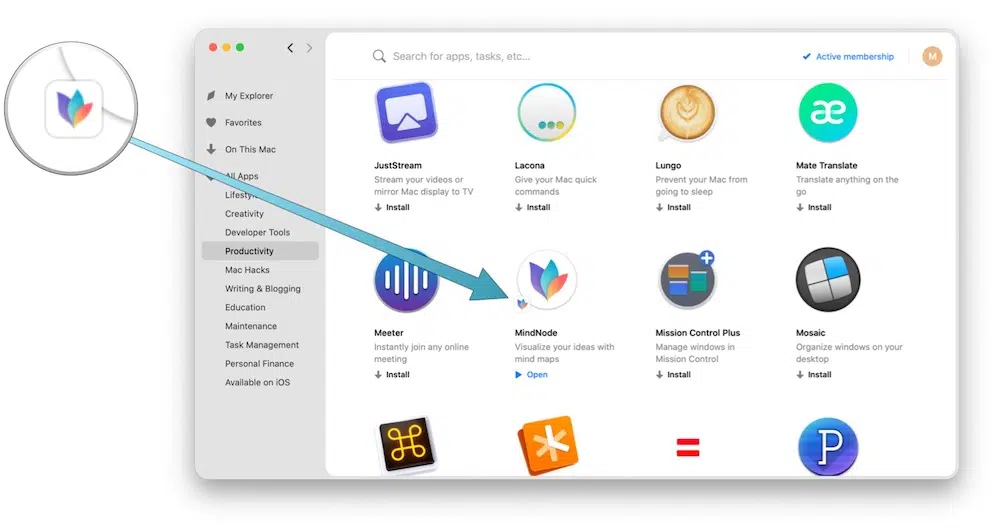 Search for apps, tasks, etc...
Active membership
M
My Explorer
Favorites
On This Mac
All Apps
Lifestyle
Creativity
Developer Tools
Productivity
Mac Hacks
Writing & Blogging
Education
Maintenance
Task Management
Personal Finance
Available on iOS
JustStream
Stream your videos or
mirror Mac display to TV
Install
Lacona
Give your Mac quick
commands
Install
Lungo
Prevent your Mac from
going to sleep
Install
æ
Mate Translate
Translate anything on the
go
Install
Meeter
Instantly join any online
meeting
Install
MindNode
Visualize your ideas with
mind maps
Open
Mission Control Plus
Manage windows in
Mission Control
Install
Mosaic
Organize windows on your
desktop
Install
P